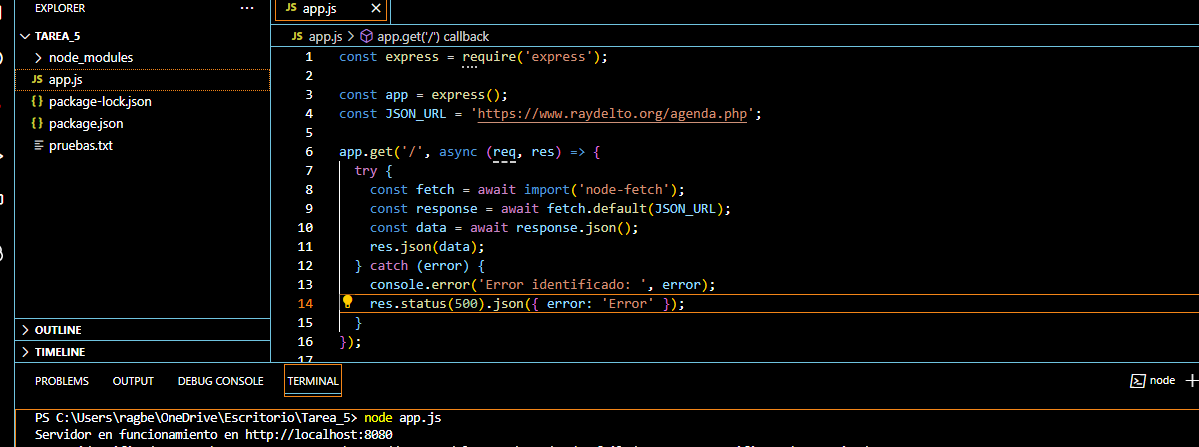 EXPLORER
TAREA_5
node_modules
JS app.js
{} package-lock.json
{} package.json
pruebas.txt
OUTLINE
TIMELINE
JS app.js
JS app.js > app.get('/') callback
1 const express = require('express');
2
3 const app = express();
4 const JSON_URL = 'https://www.raydelto.org/agenda.php';
5
6 app.get('/', async (req, res) => {
7 try {
8 const fetch = await import('node-fetch');
9 const response = await fetch.default(JSON_URL);
10 const data = await response.json();
11 res.json(data);
12 } catch (error) {
13 console.error('Error identificado: ', error);
14 res.status(500).json({ error: 'Error' });
15 }
16 });
17
PROBLEMS OUTPUT DEBUG CONSOLE TERMINAL
node
PS C:\Users\ragbe\OneDrive\Escritorio\Tarea_5> node app.js
Servidor en funcionamiento en http://localhost:8080